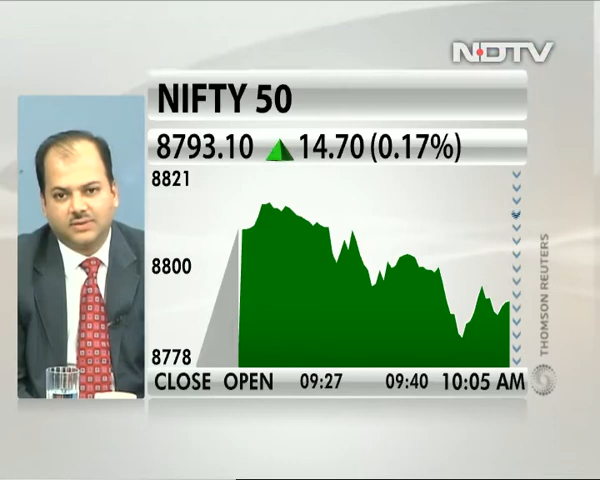 NDTV
NIFTY 50
8793.10 14.70 (0.17%)
8821
8800
8778
CLOSE OPEN 09:27 09:40 10:05 AM
THOMSON REUTERS